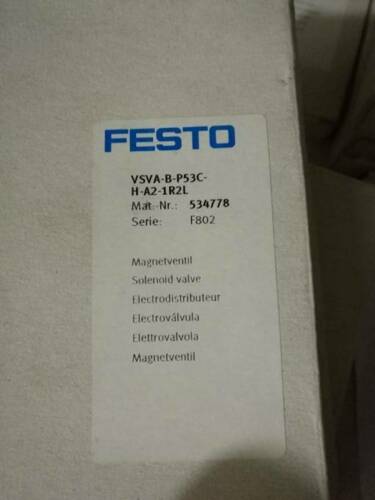 FESTO
VSVA-B-P53C-
H-A2-1R2L
Mat.-Nr.: 534778
Serie: F802
Magnetventil
Solenoid valve
Electrodistributeur
Electroválvula
Elettrovalvola
Magnetventil